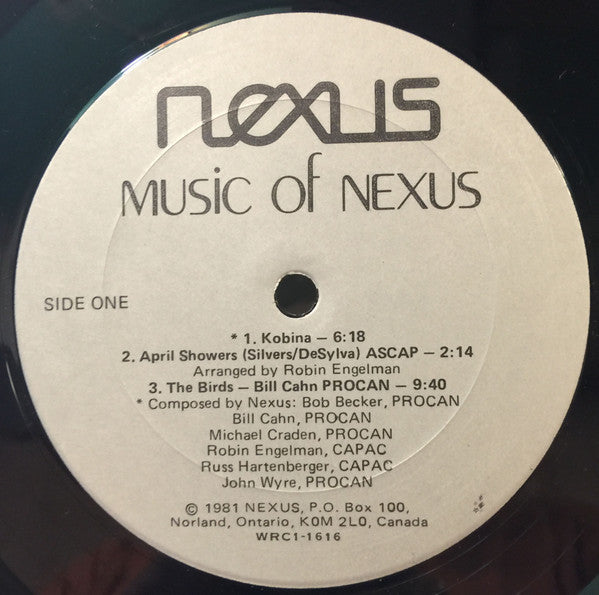 nexus
MUSIC of NEXUS
SIDE ONE
* 1. Kobina — 6:18
2. April Showers (Silvers/DeSylva) ASCAP — 2:14
Arranged by Robin Engelman
3. The Birds — Bill Cahn PROCAN — 9:40
* Composed by Nexus: Bob Becker, PROCAN
Bill Cahn, PROCAN
Michael Craden, PROCAN
Robin Engelman, CAPAC
Russ Hartenberger, CAPAC
John Wyre, PROCAN
© 1981 NEXUS, P.O. Box 100,
Norland, Ontario, K0M 2L0, Canada
WRC1-1616